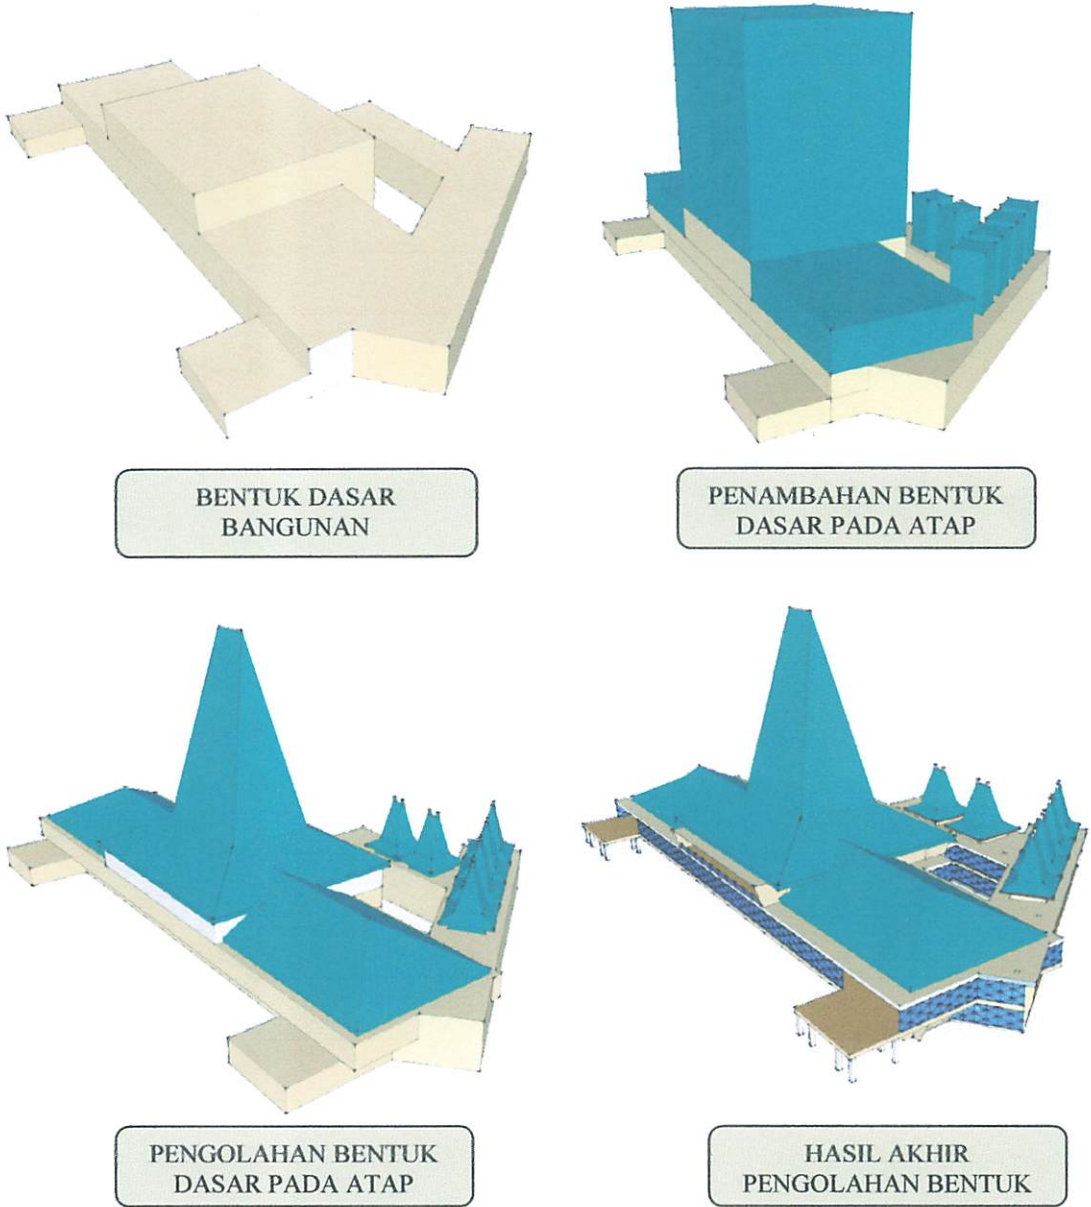 BENTUK DASAR
BANGUNAN
PENAMBAHAN BENTUK
DASAR PADA ATAP
PENGOLAHAN BENTUK
DASAR PADA ATAP
HASIL AKHIR
PENGOLAHAN BENTUK